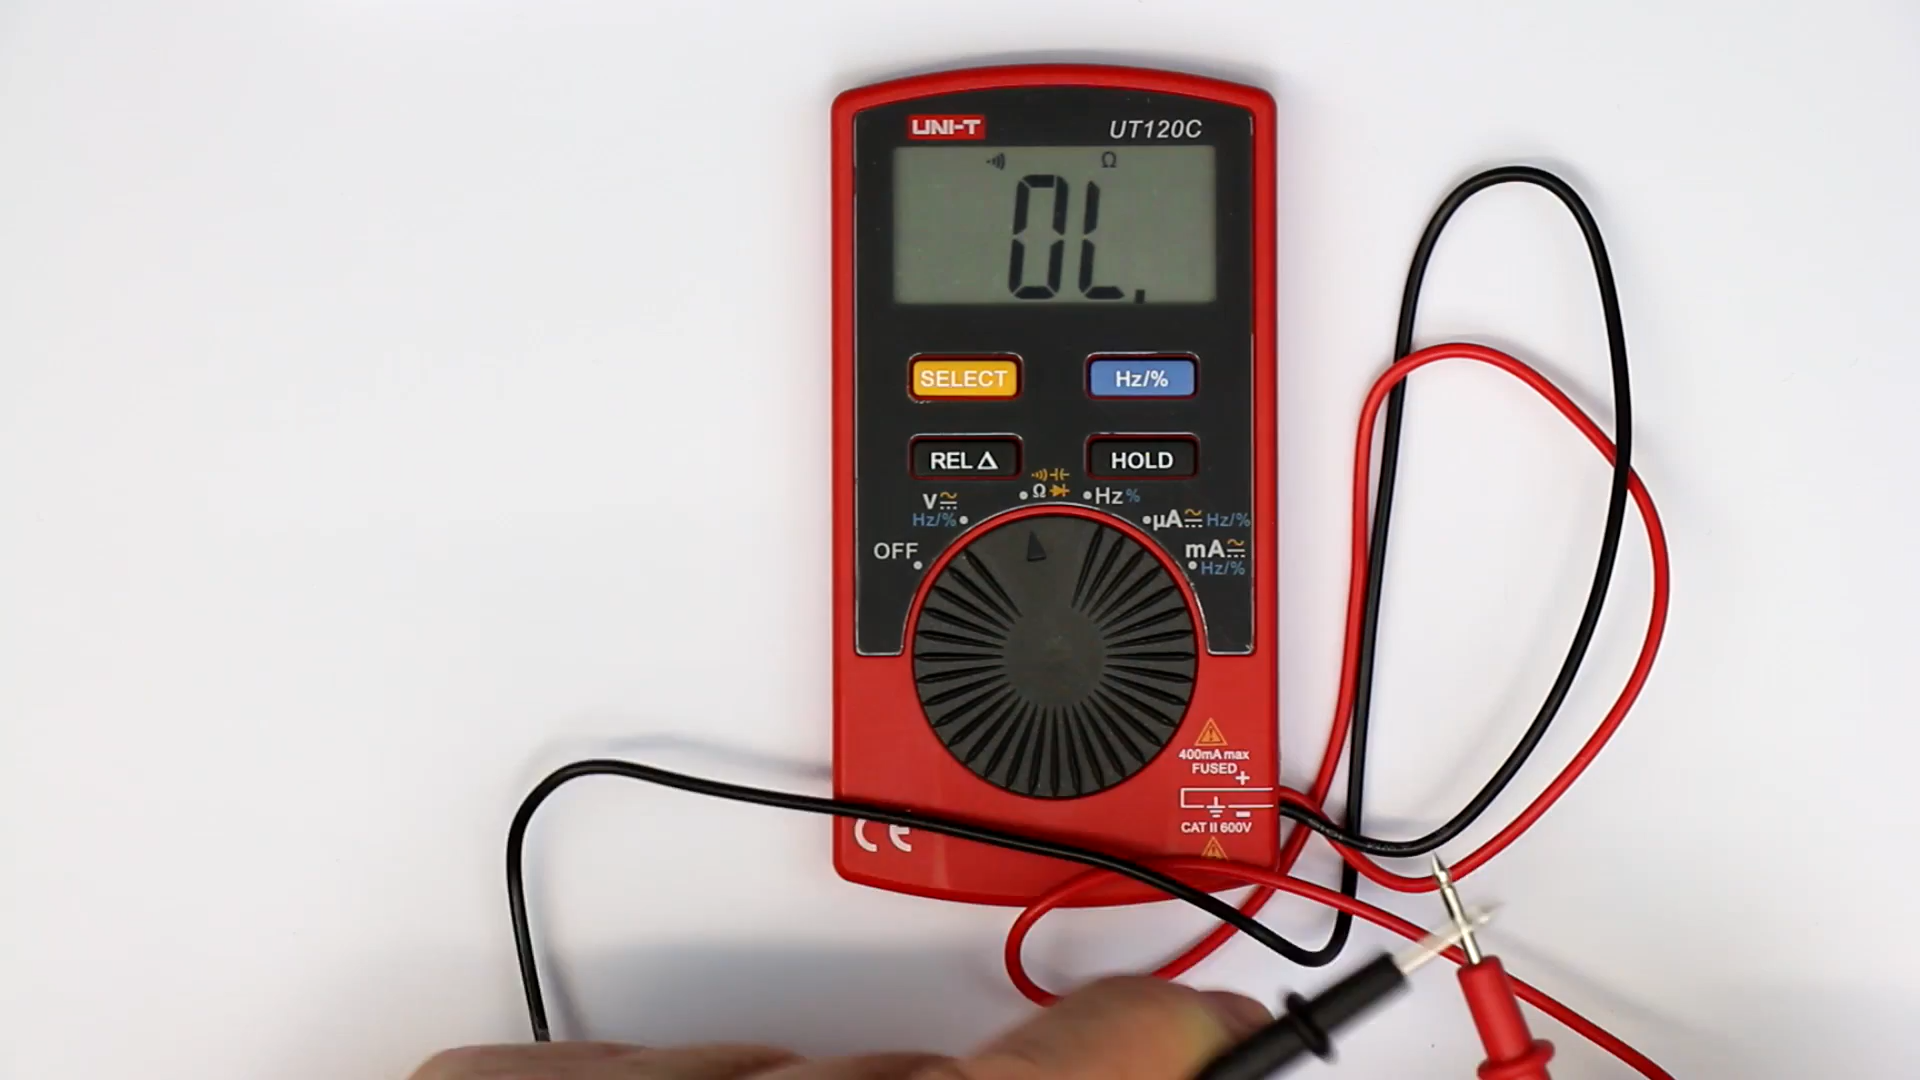 UNI-T UT120C
Ω
OL.
SELECT Hz/%
REL Δ HOLD
V Ω Hz %
Hz/% µA Hz/%
OFF mA
Hz/%
400mA max
FUSED
+
CAT II 600V
CE